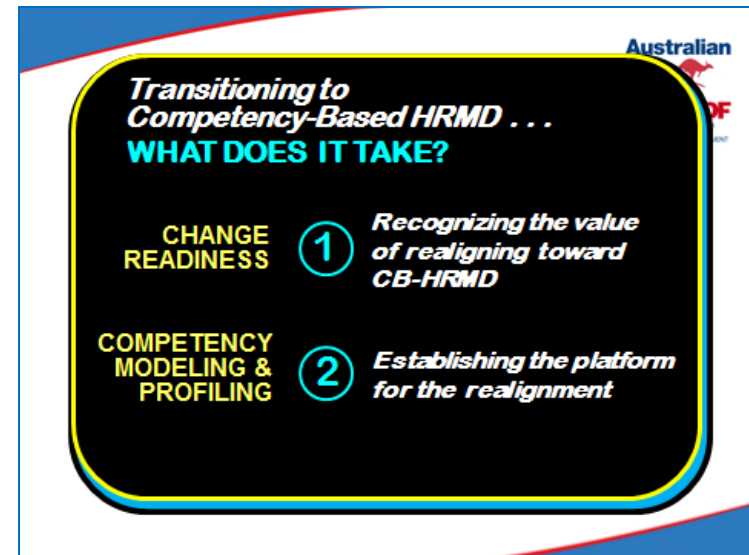 Australian
Transitioning to
Competency-Based HRMD . . .
WHAT DOES IT TAKE?
CHANGE
READINESS
1
Recognizing the value
of realigning toward
CB-HRMD
COMPETENCY
MODELING &
PROFILING
2
Establishing the platform
for the realignment